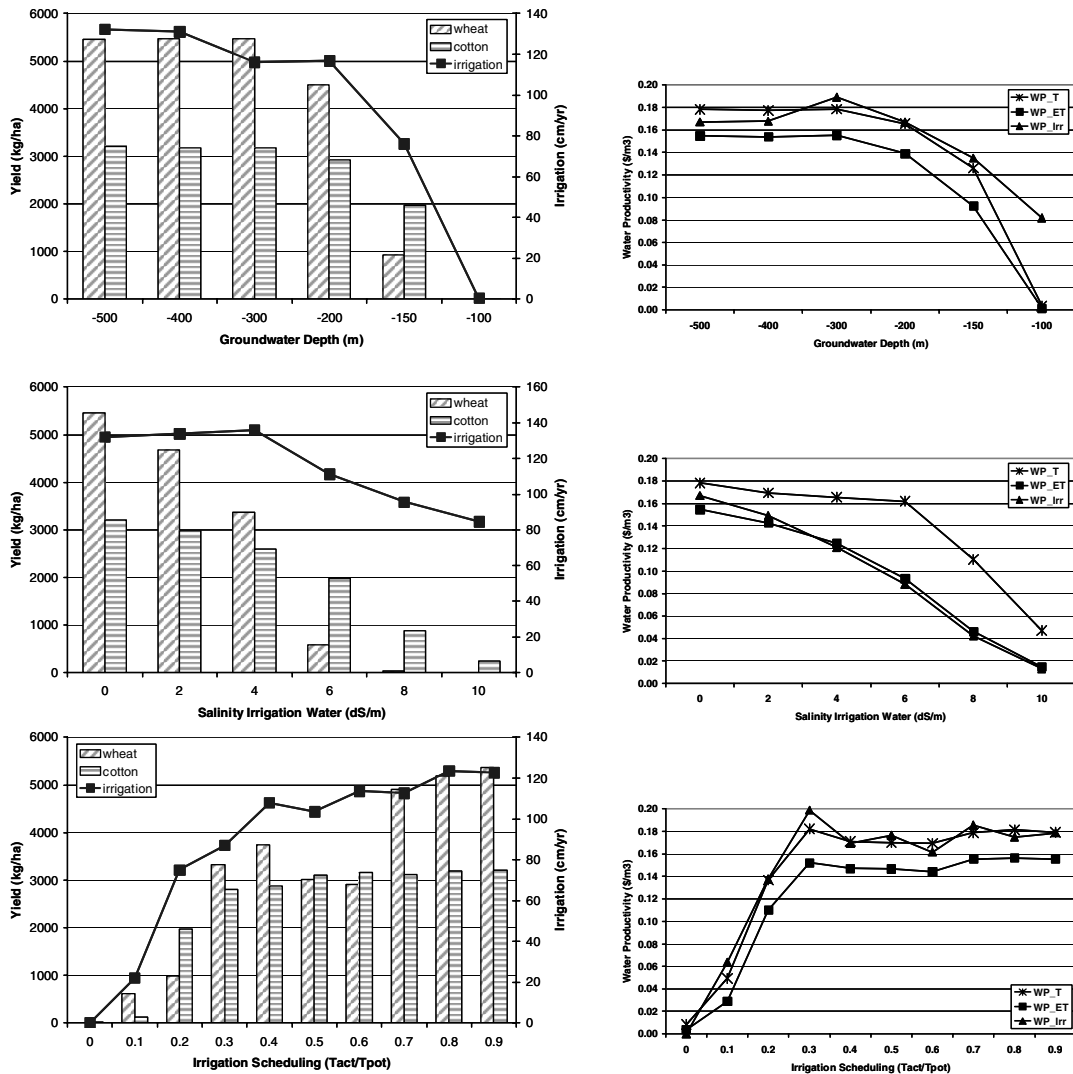 6000
5000
4000
3000
2000
1000
0
Yield (kg/ha)
140
120
100
80
60
40
20
0
Irrigation (cm/yr)
wheat
cotton
irrigation
-500 -400 -300 -200 -150 -100
Groundwater Depth (m)
0.20
0.18
0.16
0.14
0.12
0.10
0.08
0.06
0.04
0.02
0.00
Water Productivity ($/m3)
WP_T
WP_ET
WP_Irr
-500 -400 -300 -200 -150 -100
Groundwater Depth (m)
6000
5000
4000
3000
2000
1000
0
Yield (kg/ha)
160
140
120
100
80
60
40
20
0
Irrigation (cm/yr)
wheat
cotton
irrigation
0 2 4 6 8 10
Salinity Irrigation Water (dS/m)
0.20
0.18
0.16
0.14
0.12
0.10
0.08
0.06
0.04
0.02
0.00
Water Productivity ($/m3)
WP_T
WP_ET
WP_Irr
0 2 4 6 8 10
Salinity Irrigation Water (dS/m)
6000
5000
4000
3000
2000
1000
0
Yield (kg/ha)
140
120
100
80
60
40
20
0
Irrigation (cm/yr)
wheat
cotton
irrigation
0 0.1 0.2 0.3 0.4 0.5 0.6 0.7 0.8 0.9
Irrigation Scheduling (Tact/Tpot)
0.20
0.18
0.16
0.14
0.12
0.10
0.08
0.06
0.04
0.02
0.00
Water Productivity ($/m3)
WP_T
WP_ET
WP_Irr
0 0.1 0.2 0.3 0.4 0.5 0.6 0.7 0.8 0.9
Irrigation Scheduling (Tact/Tpot)